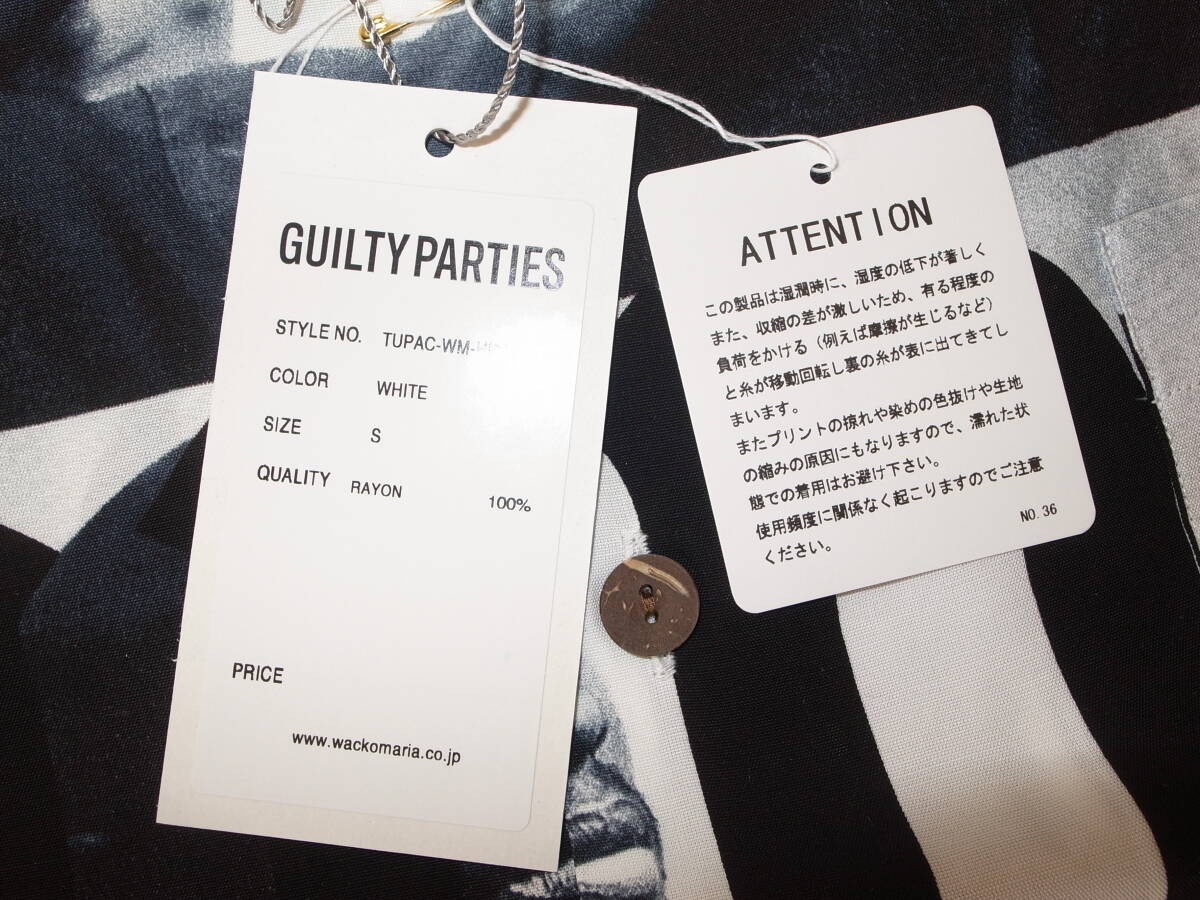 GUILTY PARTIES
STYLE NO. TUPAC-WM-
COLOR WHITE
SIZE S
QUALITY RAYON 100%
PRICE
www.wackomaria.co.jp
ATTENTION
この製品は湿潤時に、湿度の低下が著しく
また、収縮の差が激しいため、有る程度の
負荷をかける（例えば摩擦が生じるなど）
と糸が移動回転し裏の糸が表に出てきてし
まいます。
またプリントの掠れや染めの色抜けや生地
の縮みの原因にもなりますので、濡れた状
態での着用はお避け下さい。
使用頻度に関係なく起こりますのでご注意
ください。
NO.36